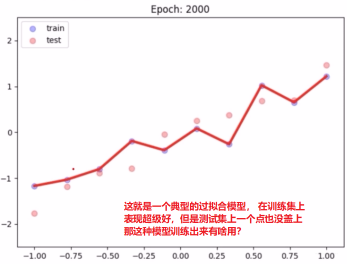 Epoch: 2000
train
test
2
1
0
−1
−2
−1.00
−0.75
−0.50
−0.25
0.00
0.25
0.50
0.75
1.00
这就是一个典型的过拟合模型， 在训练集上
表现超级好，但是测试集上一个点也没盖上
那这种模型训练出来有啥用？